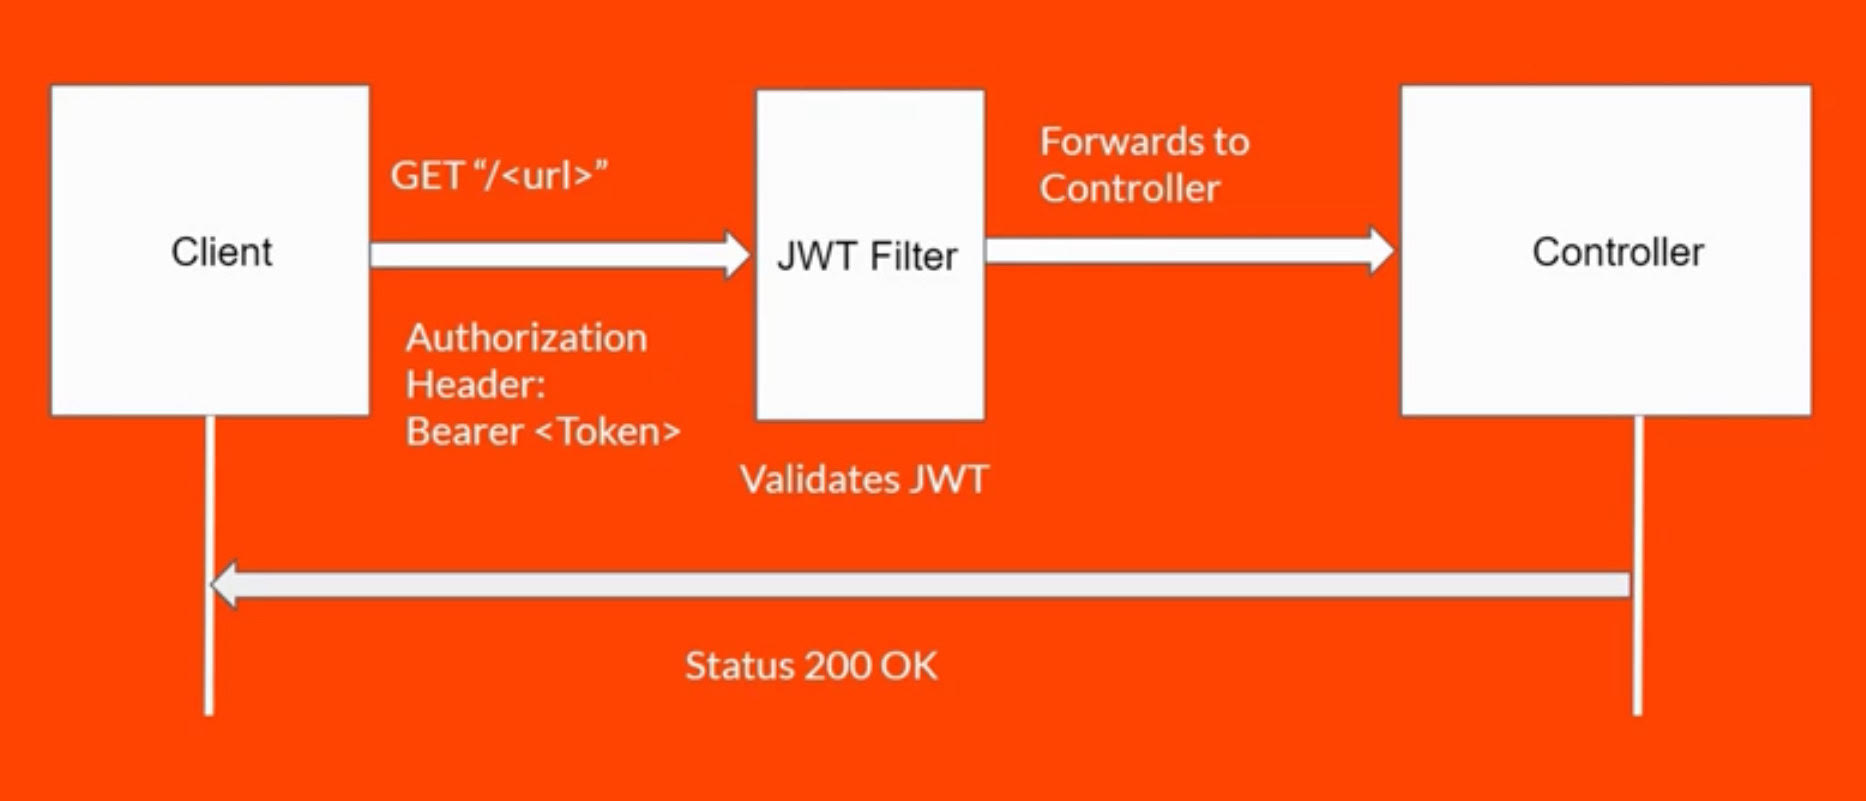 Client
GET “/<url>”
Authorization
Header:
Bearer <Token>
JWT Filter
Validates JWT
Forwards to
Controller
Controller
Status 200 OK